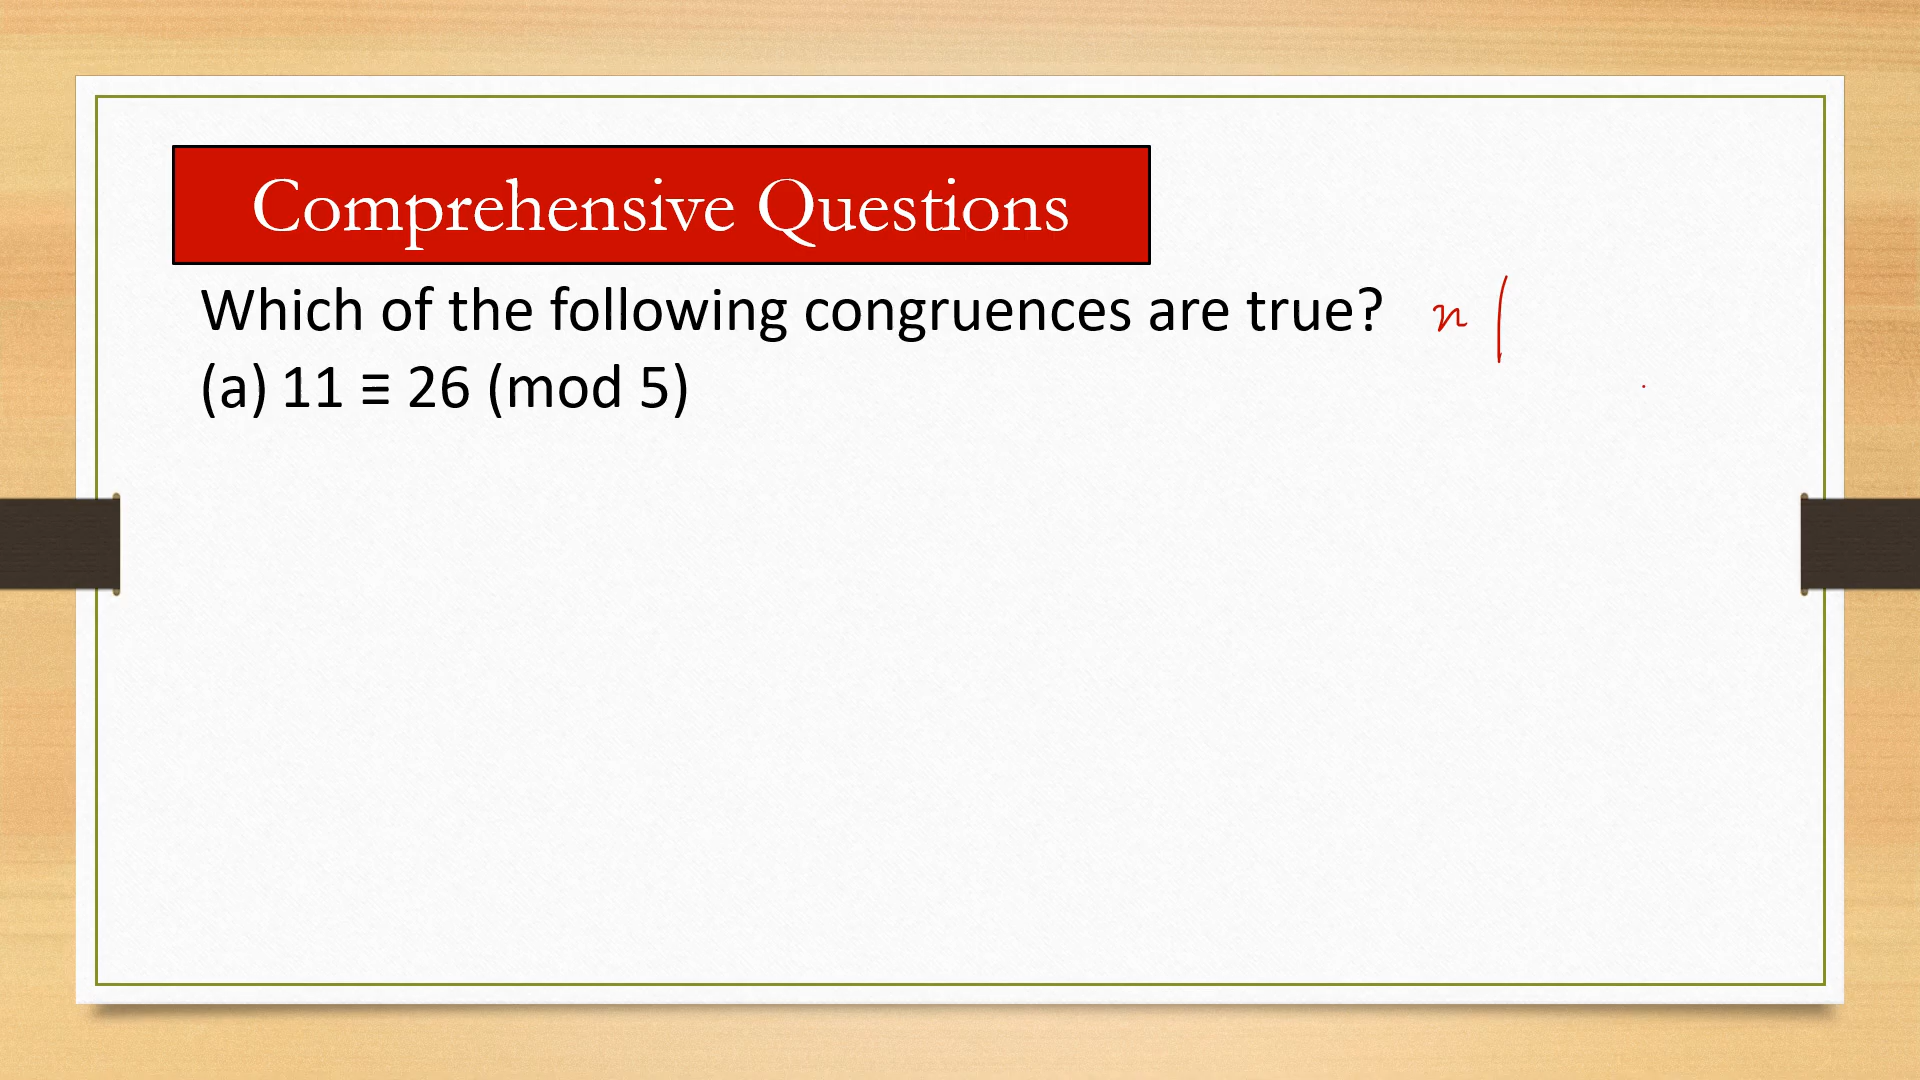 Comprehensive Questions
Which of the following congruences are true? n |
(a) 11 ≡ 26 (mod 5)